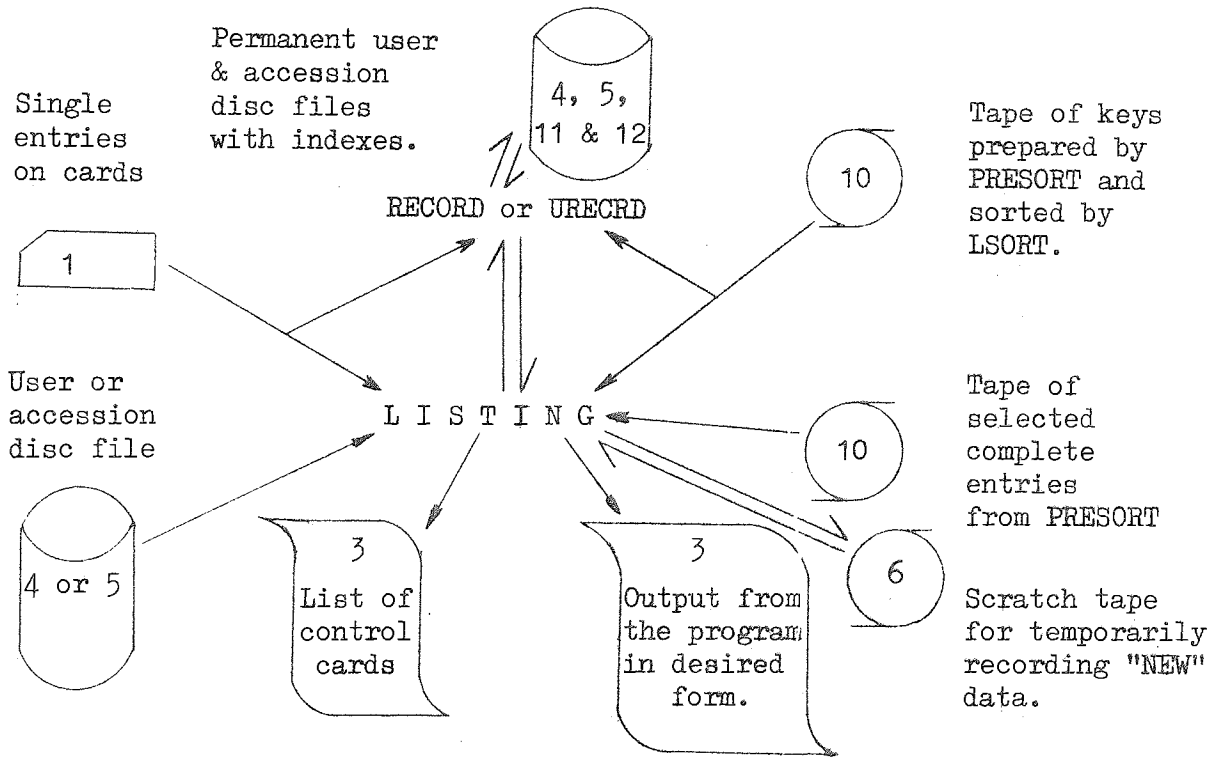 Permanent user
& accession
disc files
with indexes.
4, 5,
11 & 12
Single
entries
on cards
1
Tape of keys
prepared by
PRESORT and
sorted by
LSORT.
10
RECORD or URECRD
User or
accession
disc file
4 or 5
L I S T I N G
10
Tape of
selected
complete
entries
from PRESORT
3
List of
control
cards
3
Output from
the program
in desired
form.
6
Scratch tape
for temporarily
recording "NEW"
data.